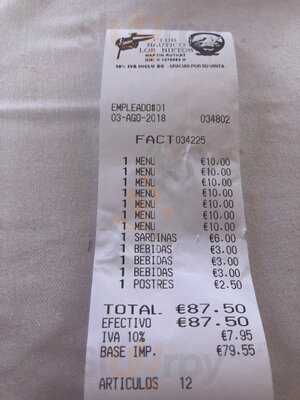 CLUB
NAUTICO
LOS NIETOS
10% IVA INCLUIDO - GRACIAS POR SU VISITA
EMPLEADO#01
03-AGO-2018 034802
FACT034225
1 MENU €10.00
1 MENU €10.00
1 MENU €10.00
1 MENU €10.00
1 MENU €10.00
1 MENU €10.00
1 MENU €10.00
1 SARDINAS €6.00
1 BEBIDAS €3.00
1 BEBIDAS €3.00
1 BEBIDAS €3.00
1 POSTRES €2.50
TOTAL €87.50
EFECTIVO €87.50
IVA 10% €7.95
BASE IMP. €79.55
ARTICULOS 12